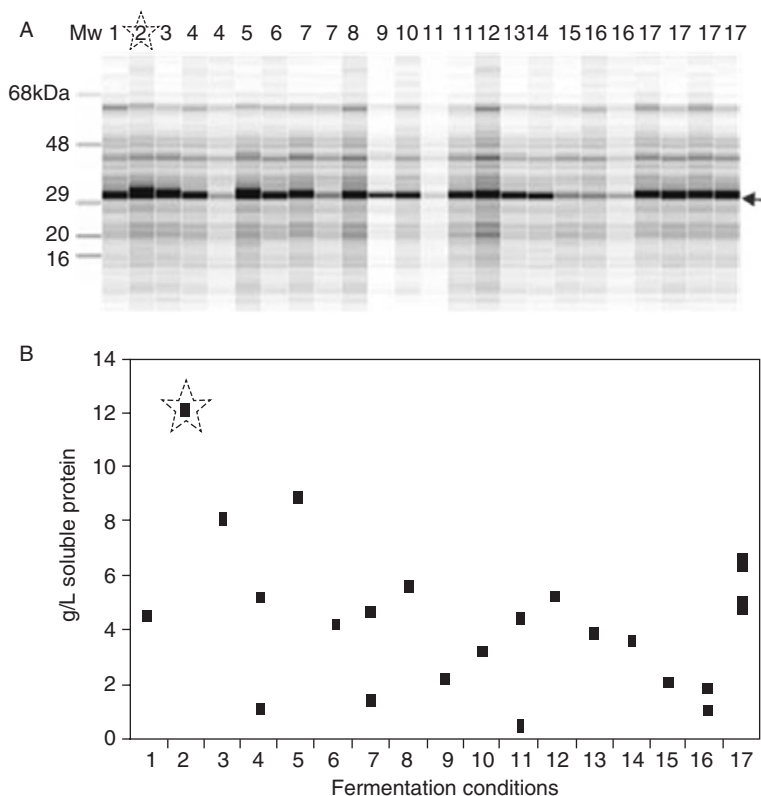 A
Mw 1 2 3 4 4 5 6 7 7 8 9 10 11 11 12 13 14 15 16 16 17 17 17 17
68kDa
48
29
20
16
B
14
12
10
8
6
4
2
0
g/L soluble protein
1 2 3 4 5 6 7 8 9 10 11 12 13 14 15 16 17
Fermentation conditions